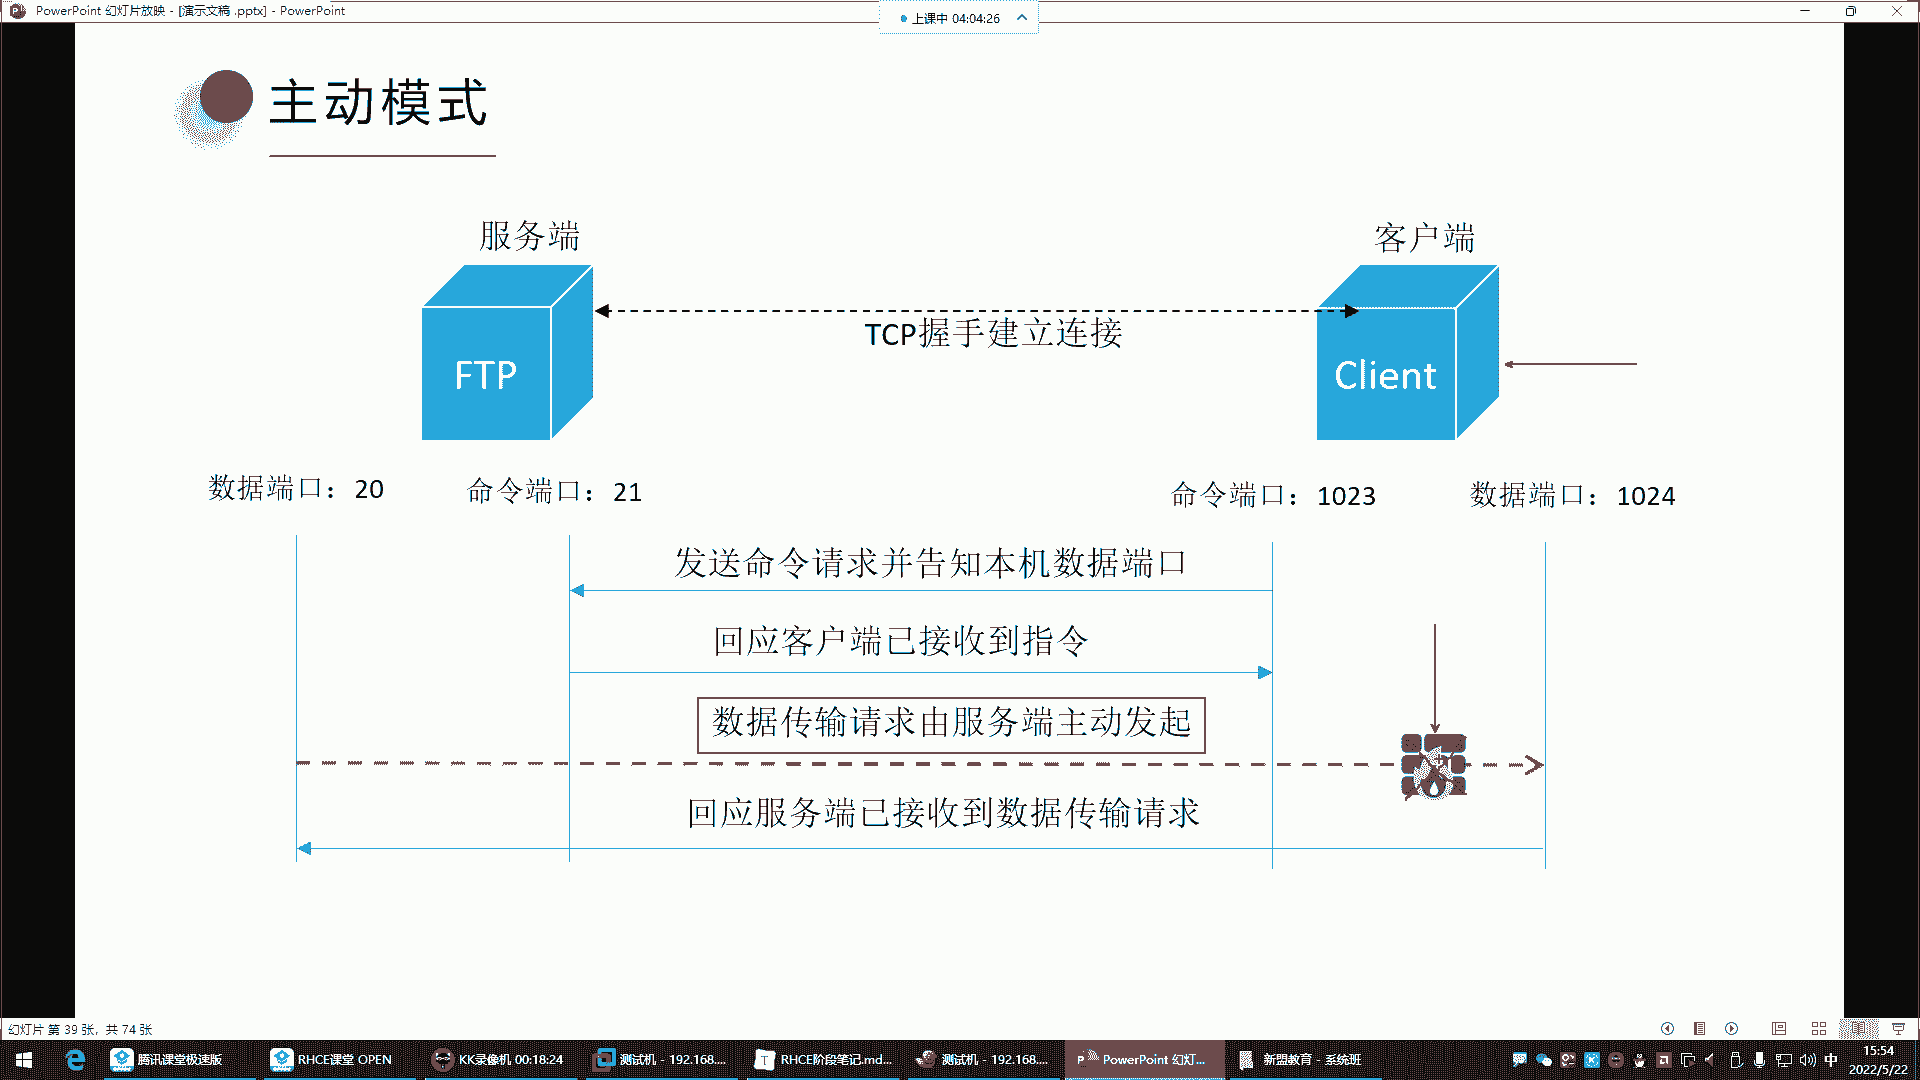 PowerPoint 幻灯片放映 - [演示文稿 .pptx] - PowerPoint
上课中 04:04:26
主动模式
服务端
客户端
TCP握手建立连接
FTP
Client
数据端口：20
命令端口：21
命令端口：1023
数据端口：1024
发送命令请求并告知本机数据端口
回应客户端已接收到指令
数据传输请求由服务端主动发起
回应服务端已接收到数据传输请求
幻灯片 第 39 张，共 74 张
腾讯课堂极速版
RHCE课堂 OPEN
KK录像机 00:18:24
测试机 - 192.168....
RHCE阶段笔记.md...
测试机 - 192.168....
PowerPoint 幻灯...
新盟教育 - 系统班
中
15:54
2022/5/22